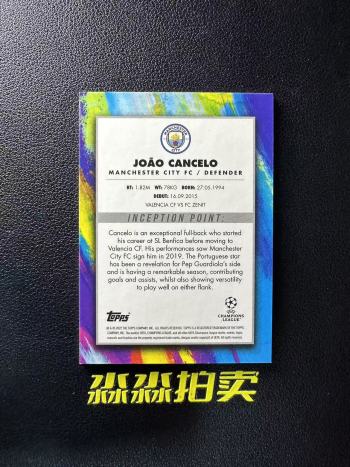 MANCHESTER
CITY
JOÃO CANCELO
MANCHESTER CITY FC / DEFENDER
HT: 1.82M WT: 78KG BORN: 27.05.1994
DEBUT: 16.09.2015
VALENCIA CF VS FC ZENIT
INCEPTION POINT:
Cancelo is an exceptional full-back who started
his career at SL Benfica before moving to
Valencia CF. His performances saw Manchester
City FC sign him in 2019. The Portuguese star
has been a revelation for Pep Guardiola's side
and is having a remarkable season, contributing
goals and assists, whilst also showing versatility
to play well on either flank.
Topps
UEFA
CHAMPIONS
LEAGUE
淼淼拍卖